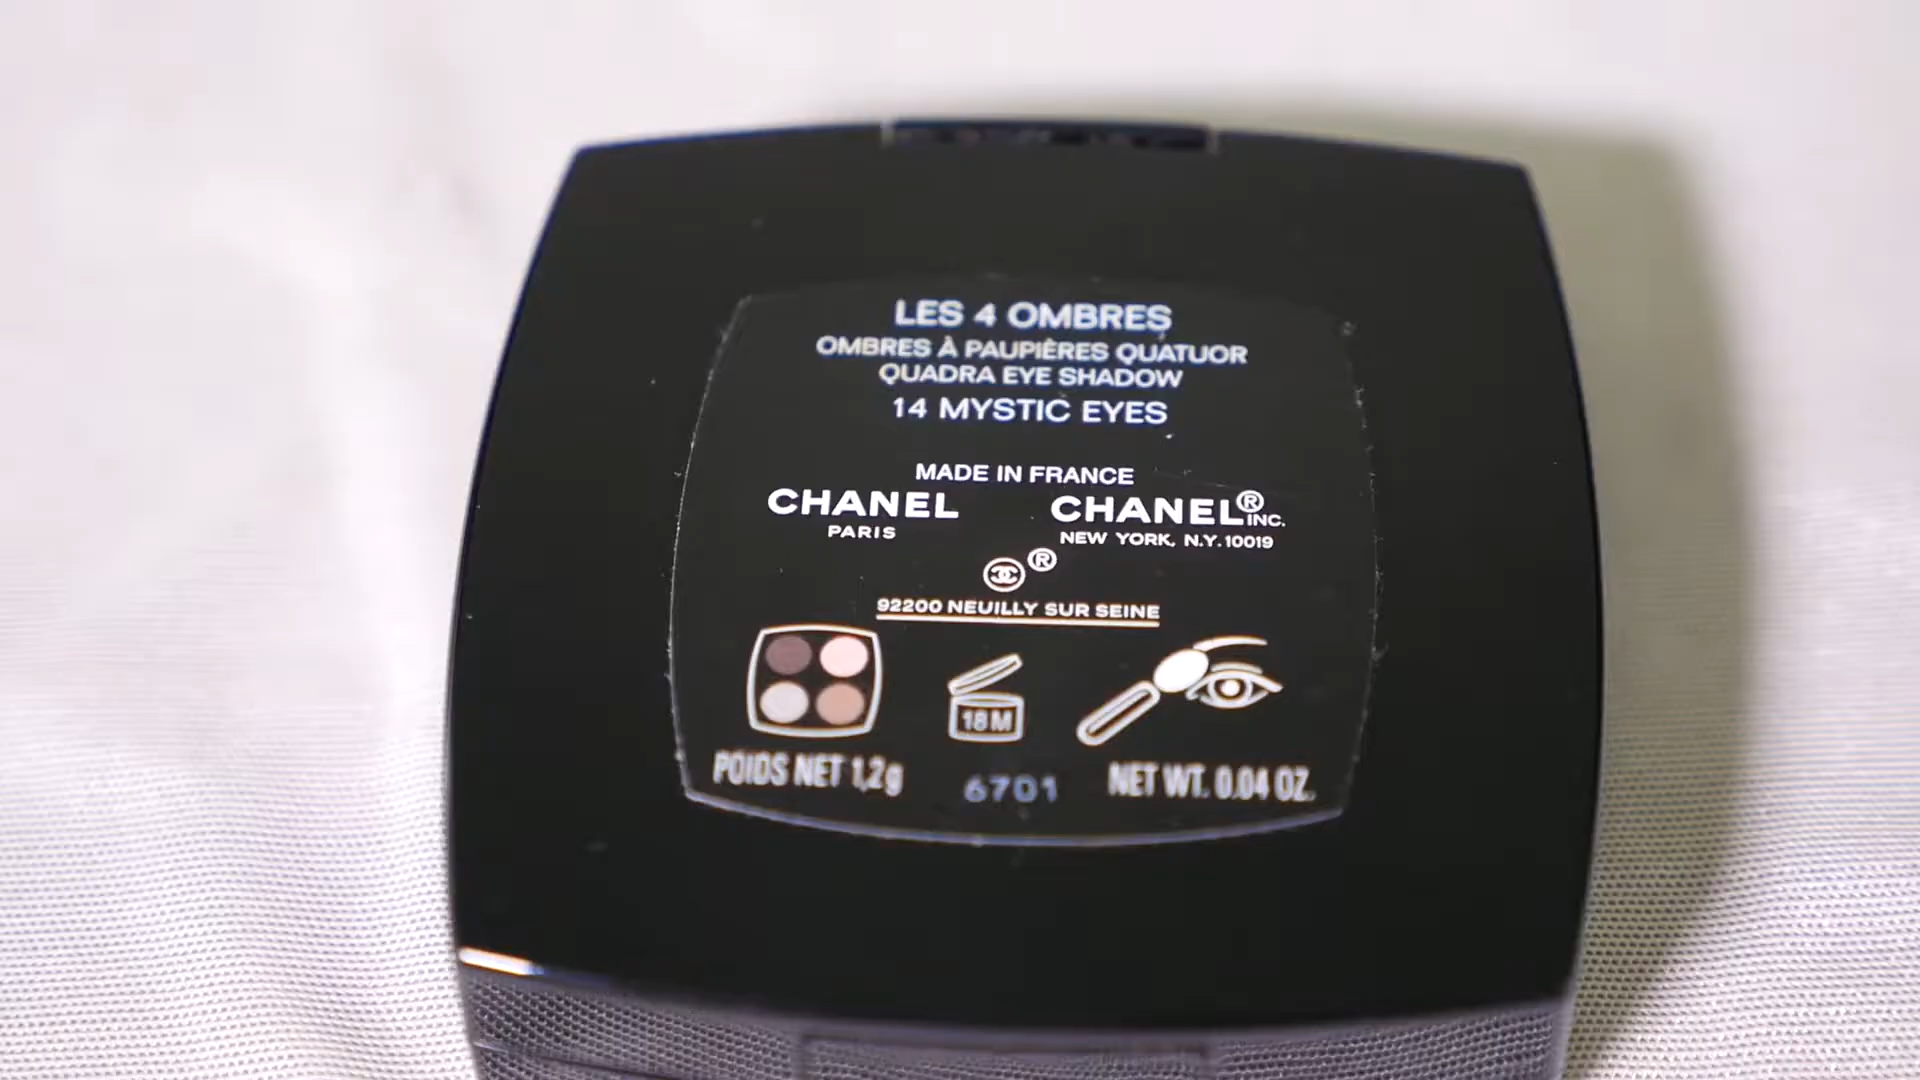 LES 4 OMBRES
OMBRES À PAUPIÈRES QUATUOR
QUADRA EYE SHADOW
14 MYSTIC EYES
MADE IN FRANCE
CHANEL
PARIS
CHANEL® INC.
NEW YORK, N.Y. 10019
®
92200 NEUILLY SUR SEINE
18M
POIDS NET 1,2g
6701
NET WT. 0.04 OZ.